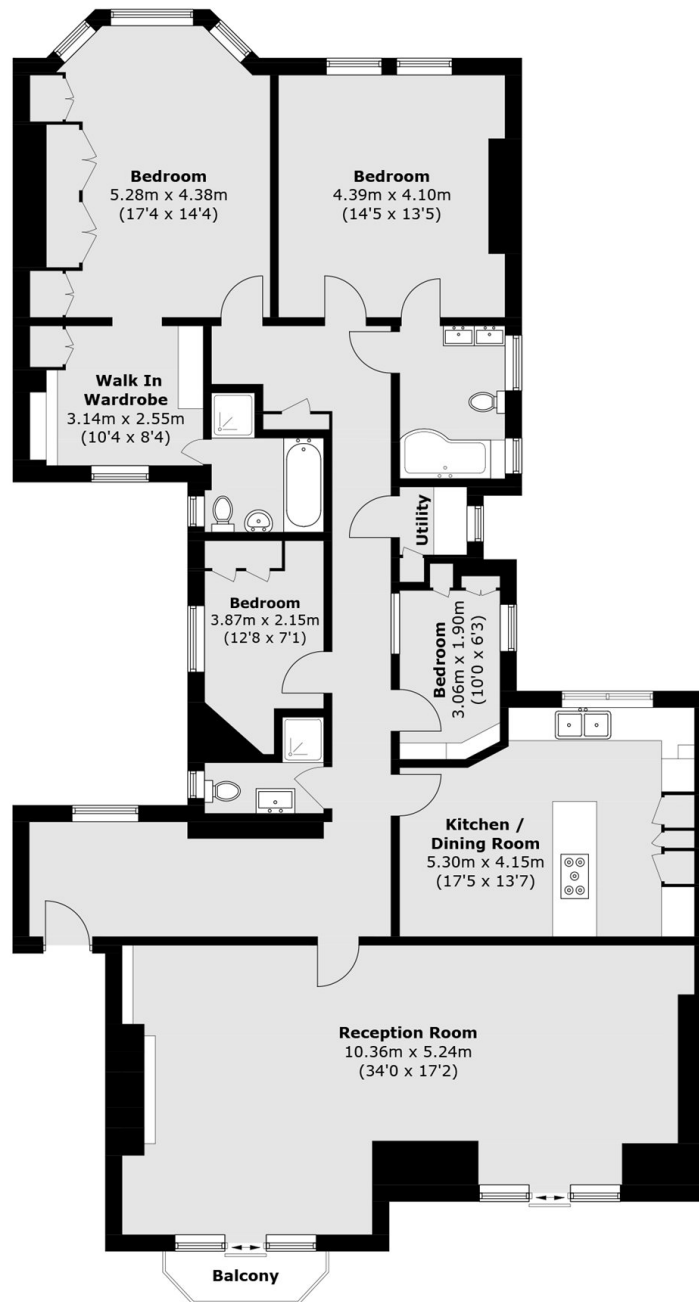 Bedroom
5.28m x 4.38m
(17'4 x 14'4)
Bedroom
4.39m x 4.10m
(14'5 x 13'5)
Walk In
Wardrobe
3.14m x 2.55m
(10'4 x 8'4)
Utility
Bedroom
3.87m x 2.15m
(12'8 x 7'1)
Bedroom
3.06m x 1.90m
(10'0 x 6'3)
Kitchen /
Dining Room
5.30m x 4.15m
(17'5 x 13'7)
Reception Room
10.36m x 5.24m
(34'0 x 17'2)
Balcony